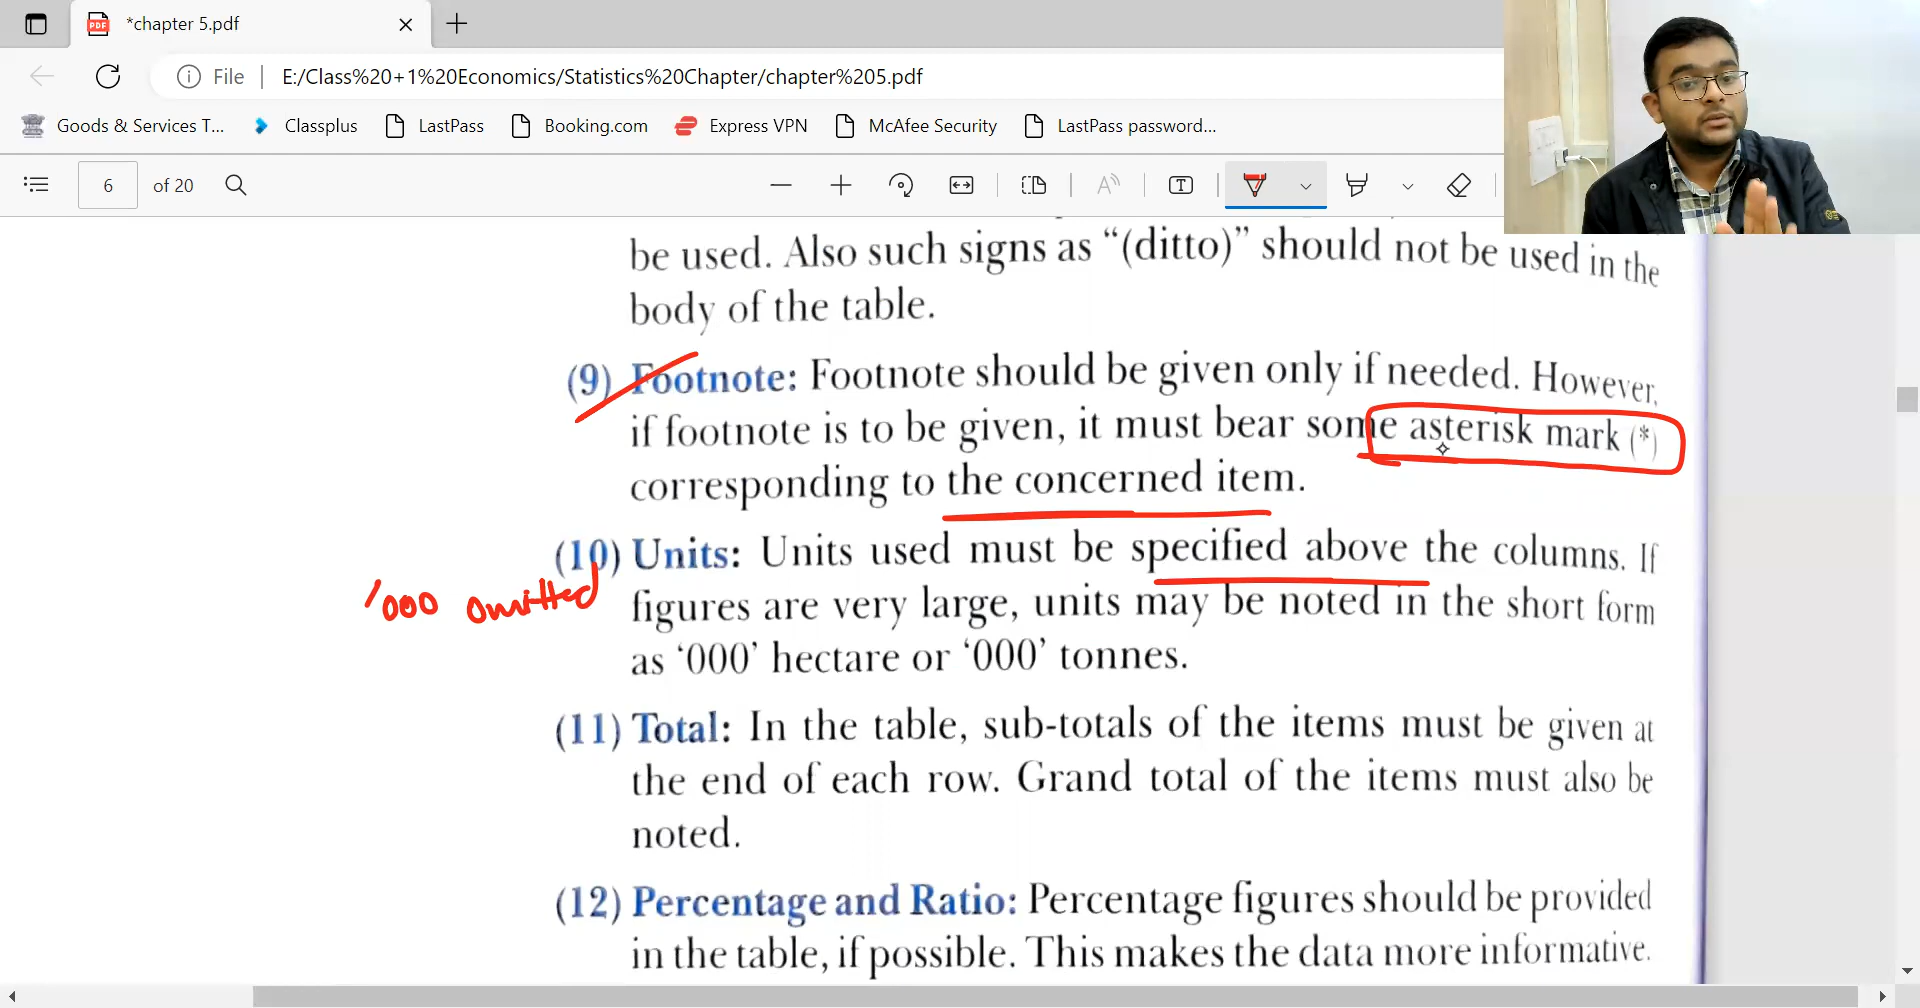 *chapter 5.pdf
File E:/Class%20+1%20Economics/Statistics%20Chapter/chapter%205.pdf
Goods & Services T... Classplus LastPass Booking.com Express VPN McAfee Security LastPass password...
6 of 20
be used. Also such signs as “(ditto)” should not be used in the
body of the table.
(9) Footnote: Footnote should be given only if needed. However,
if footnote is to be given, it must bear some asterisk mark (*)
corresponding to the concerned item.
(10) Units: Units used must be specified above the columns. If
'000 omitted
figures are very large, units may be noted in the short form
as ‘000’ hectare or ‘000’ tonnes.
(11) Total: In the table, sub-totals of the items must be given at
the end of each row. Grand total of the items must also be
noted.
(12) Percentage and Ratio: Percentage figures should be provided
in the table, if possible. This makes the data more informative.